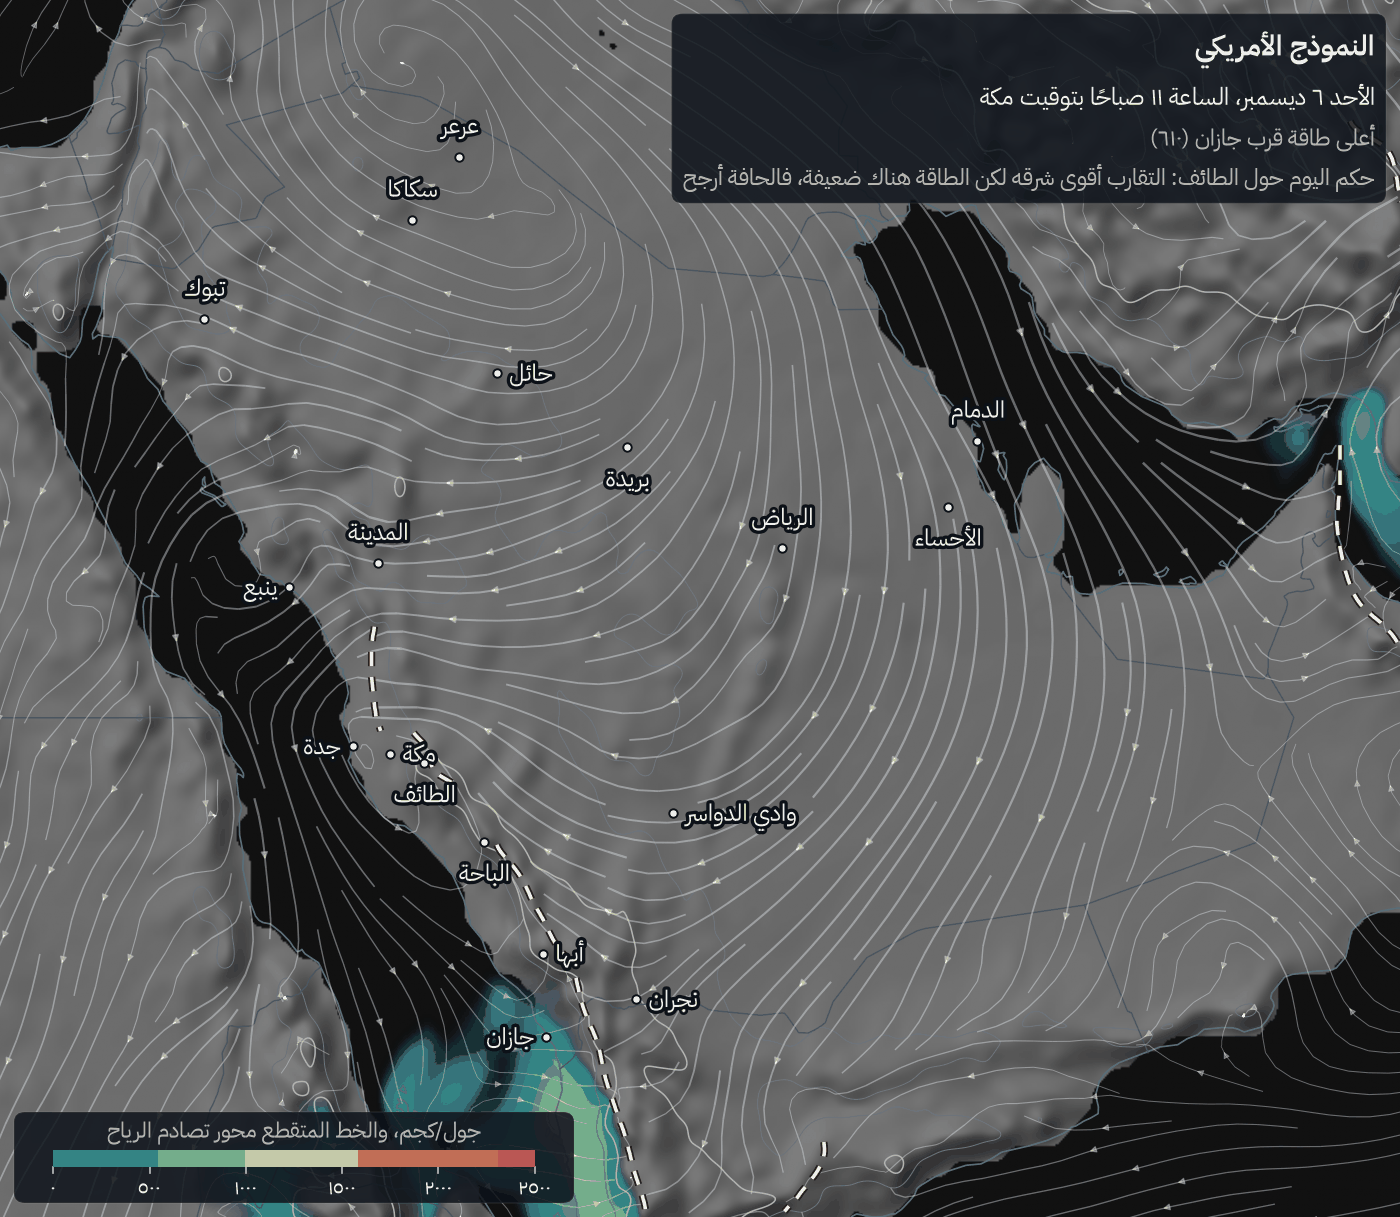 النموذج الأمريكي
الأحد ٦ ديسمبر، الساعة ١١ صباحًا بتوقيت مكة
أعلى طاقة قرب جازان (٦١٠)
حكم اليوم حول الطائف: التقارب أقوى شرقه لكن الطاقة هناك ضعيفة، فالحافة أرجح
عرعر
سكاكا
تبوك
حائل
الدمام
بريدة
الرياض
المدينة
الأحساء
ينبع
جدة
مكة
الطائف
وادي الدواسر
الباحة
أبها
نجران
جازان
جول/كجم، والخط المتقطع محور تصادم الرياح
٠ ٥٠٠ ١٠٠٠ ١٥٠٠ ٢٠٠٠ ٢٥٠٠